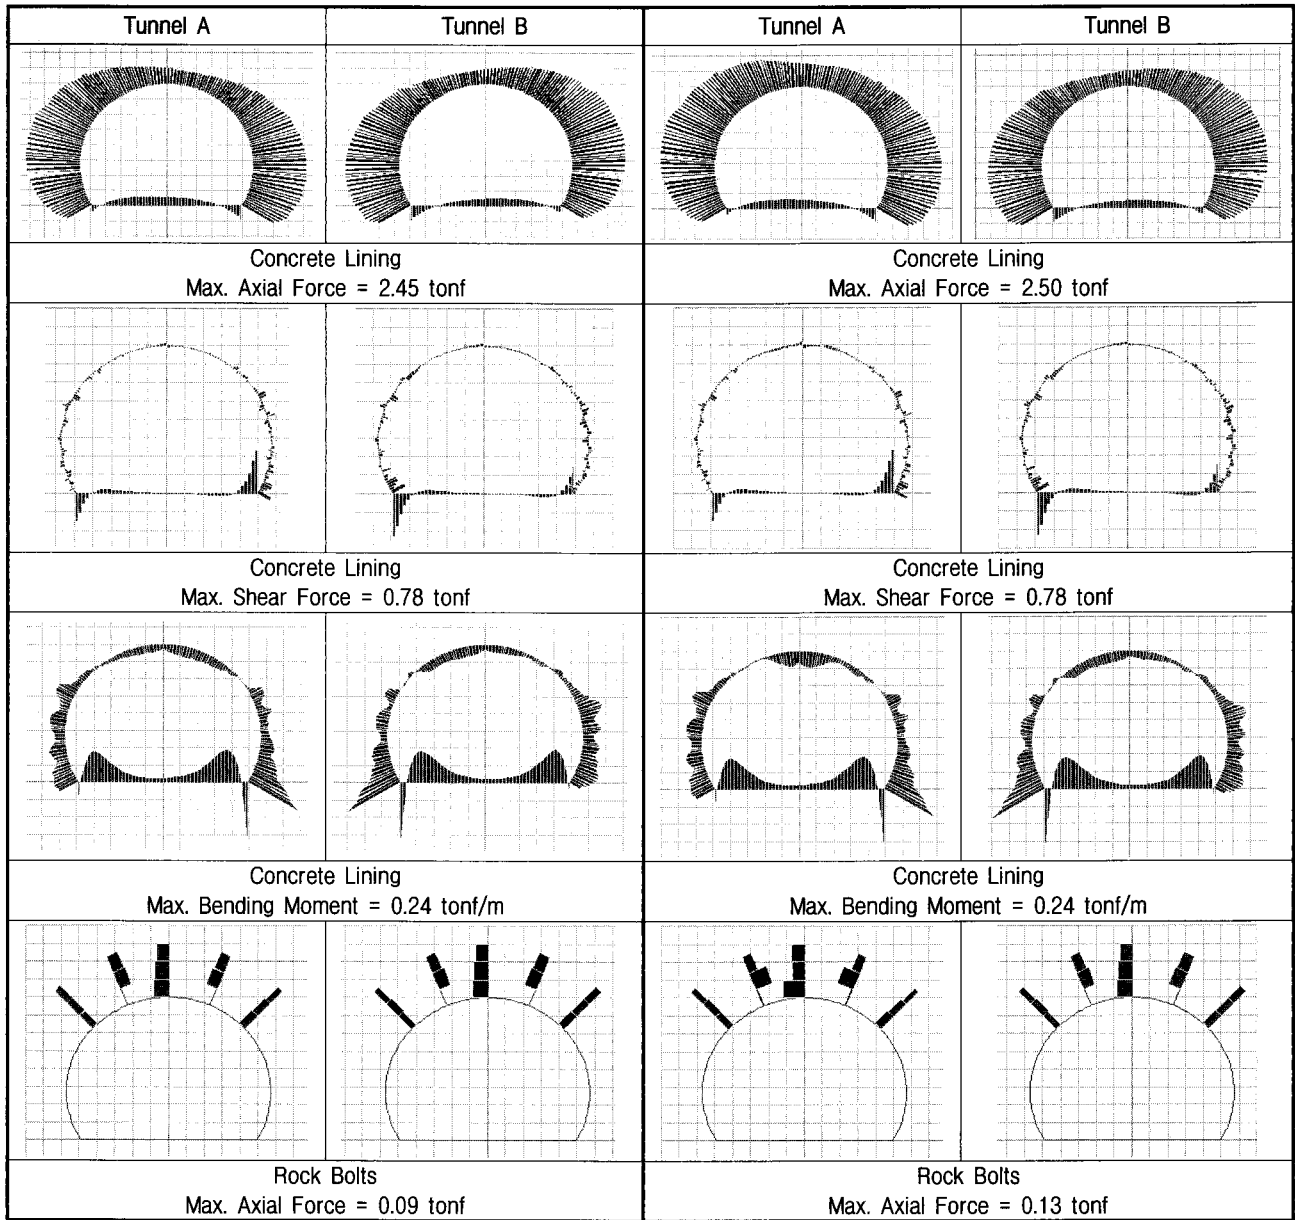 Tunnel A Tunnel B Tunnel A Tunnel B
Concrete Lining
Max. Axial Force = 2.45 tonf
Concrete Lining
Max. Axial Force = 2.50 tonf
Concrete Lining
Max. Shear Force = 0.78 tonf
Concrete Lining
Max. Shear Force = 0.78 tonf
Concrete Lining
Max. Bending Moment = 0.24 tonf/m
Concrete Lining
Max. Bending Moment = 0.24 tonf/m
Rock Bolts
Max. Axial Force = 0.09 tonf
Rock Bolts
Max. Axial Force = 0.13 tonf